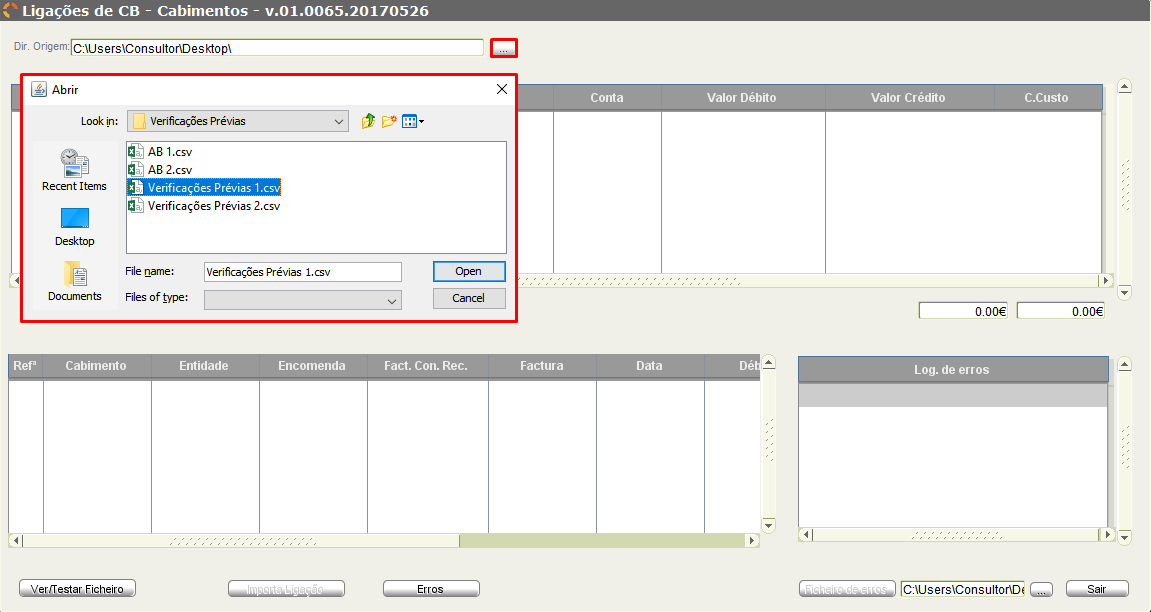 Ligações de CB - Cabimentos - v.01.0065.20170526
Dir. Origem: C:\Users\Consultor\Desktop\ ...
Abrir
Look in: Verificações Prévias
Recent Items
Desktop
Documents
AB 1.csv
AB 2.csv
Verificações Prévias 1.csv
Verificações Prévias 2.csv
File name: Verificações Prévias 1.csv Open
Files of type: Cancel
Conta Valor Débito Valor Crédito C.Custo
0.00€ 0.00€
Refª Cabimento Entidade Encomenda Fact. Con. Rec. Factura Data Déb
Log. de erros
Ver/Testar Ficheiro Importa Ligação Erros Ficheiro de erros C:\Users\Consultor\De ... Sair